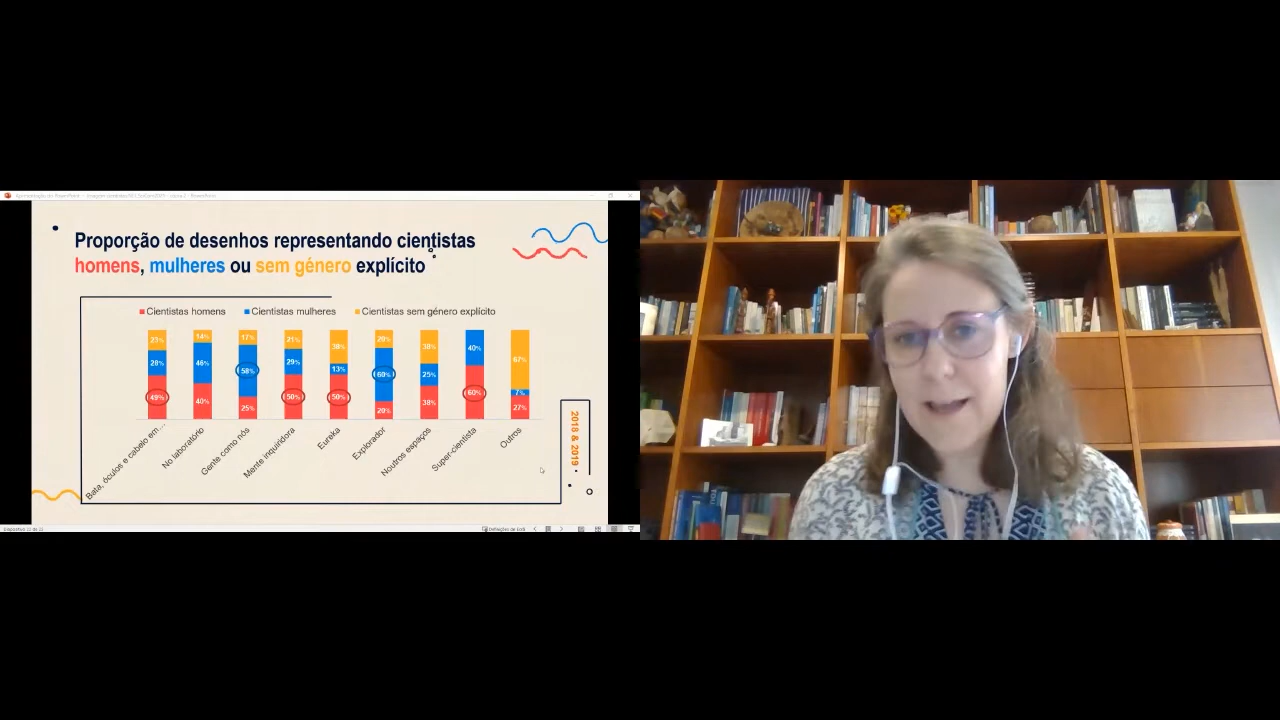 Proporção de desenhos representando cientistas
homens, mulheres ou sem género explícito
Cientistas homens Cientistas mulheres Cientistas sem género explícito
23% 14% 17% 21% 38% 20% 38% 40% 67%
28% 46% 58% 29% 13% 60% 25% 60% 7%
49% 40% 25% 50% 50% 20% 38% 27%
Bata, óculos e cabelo em...
No laboratório
Gente como nós
Mente inquiridora
Eureka
Explorador
Noutros espaços
Super-cientista
Outros
2018 & 2019